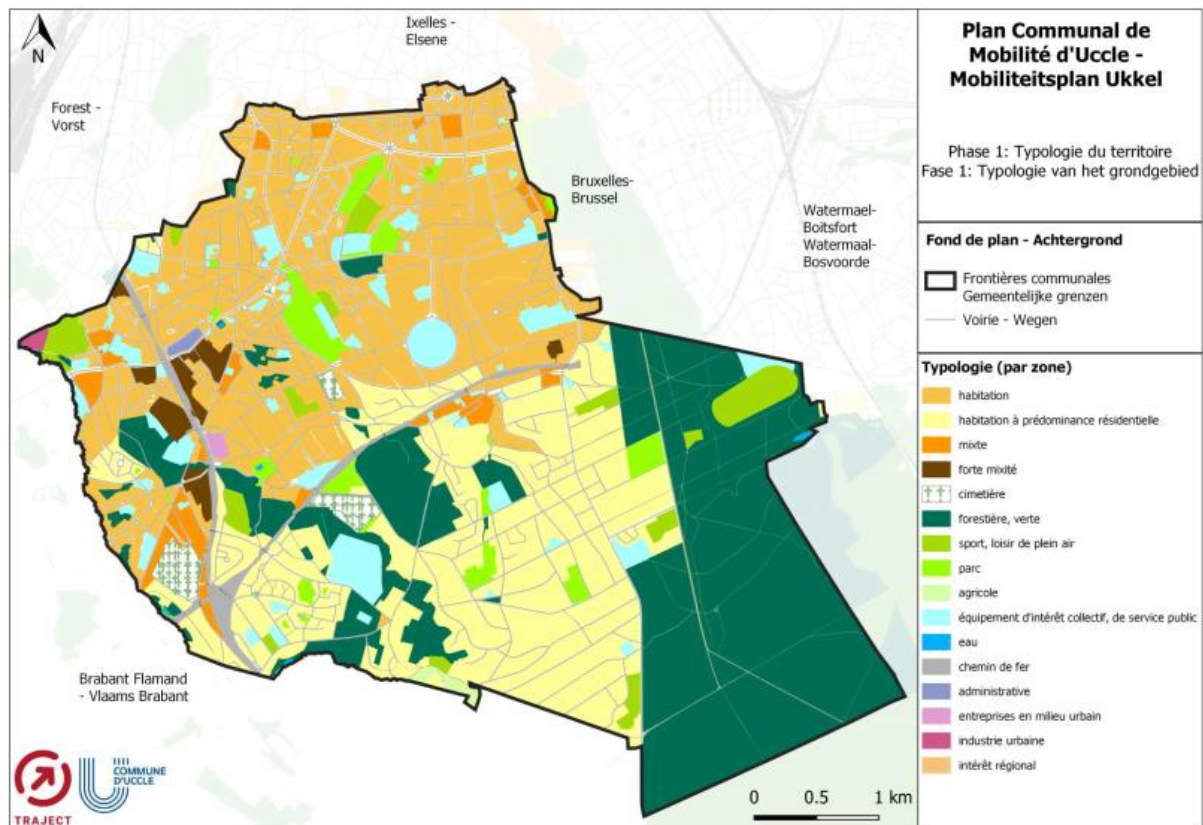 N
Ixelles -
Elsene
Forest -
Vorst
Bruxelles-
Brussel
Watermael-
Boitsfort
Watermaal-
Bosvoorde
Brabant Flamand
- Vlaams Brabant
TRAJECT
COMMUNE
D'UCCLE
0 0.5 1 km
Plan Communal de
Mobilité d'Uccle -
Mobiliteitsplan Ukkel
Phase 1: Typologie du territoire
Fase 1: Typologie van het grondgebied
Fond de plan - Achtergrond
Frontières communales
Gemeentelijke grenzen
Voirie - Wegen
Typologie (par zone)
habitation
habitation à prédominance résidentielle
mixte
forte mixité
cimetière
forestière, verte
sport, loisir de plein air
parc
agricole
équipement d'intérêt collectif, de service public
eau
chemin de fer
administrative
entreprises en milieu urbain
industrie urbaine
intérêt régional